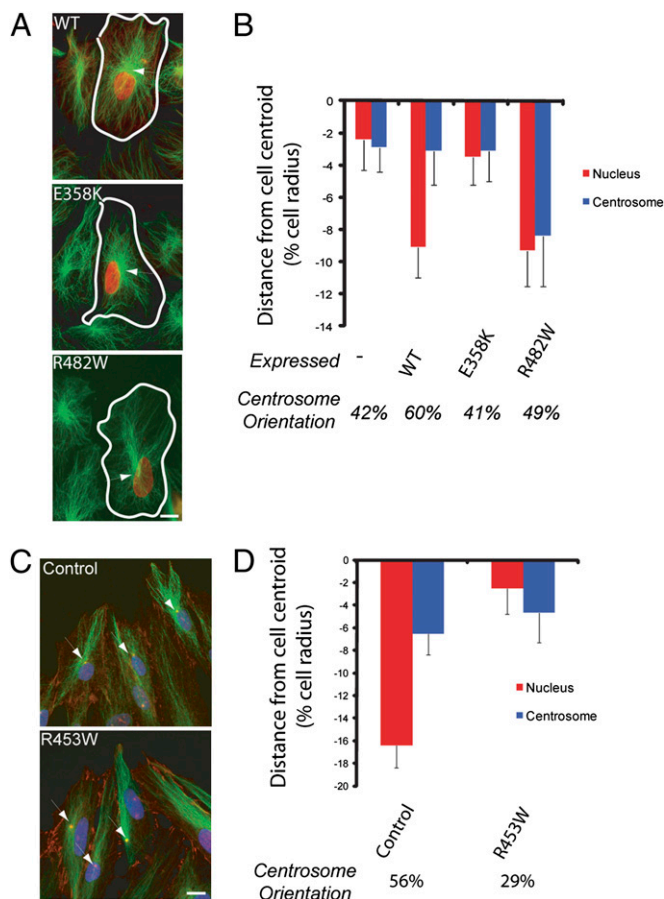 A
WT
E358K
R482W
B
Distance from cell centroid
(% cell radius)
0
-2
-4
-6
-8
-10
-12
-14
Nucleus
Centrosome
Expressed - WT E358K R482W
Centrosome
Orientation
42% 60% 41% 49%
C
Control
R453W
D
Distance from cell centroid
(% cell radius)
0
-2
-4
-6
-8
-10
-12
-14
-16
-18
-20
Nucleus
Centrosome
Control R453W
Centrosome
Orientation
56% 29%